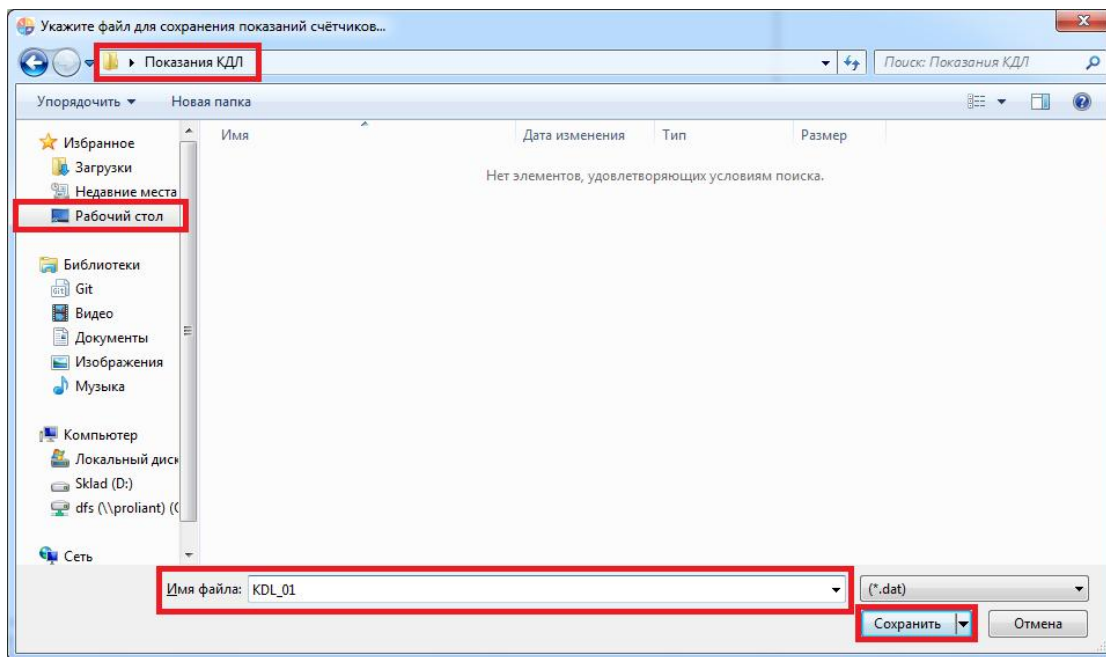 Укажите файл для сохранения показаний счётчиков...
Показания КДЛ
Поиск: Показания КДЛ
Упорядочить
Новая папка
Имя
Дата изменения
Тип
Размер
Нет элементов, удовлетворяющих условиям поиска.
Избранное
Загрузки
Недавние места
Рабочий стол
Библиотеки
Git
Видео
Документы
Изображения
Музыка
Компьютер
Локальный диск
Sklad (D:)
dfs (\\proliant) (
Сеть
Имя файла: KDL_01
(*.dat)
Сохранить
Отмена